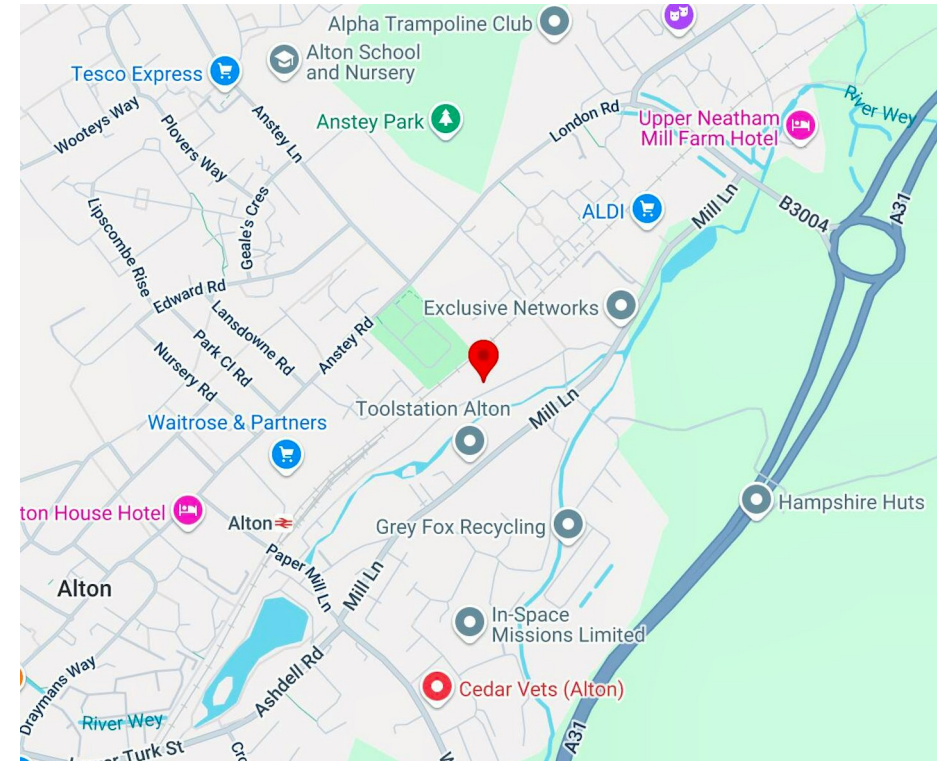 Alpha Trampoline Club
Alton School
and Nursery
Tesco Express
Wooteys Way
Plovers Way
Anstey Ln
Anstey Park
London Rd
Upper Neatham
Mill Farm Hotel
River Wey
A31
B3004
Mill Ln
ALDI
Lipscombe Rise
Geale's Cres
Edward Rd
Lansdowne Rd
Park Cl Rd
Nursery Rd
Anstey Rd
Exclusive Networks
Toolstation Alton
Mill Ln
Waitrose & Partners
ton House Hotel
Alton
Hampshire Huts
Grey Fox Recycling
Paper Mill Ln
Mill Ln
Alton
In-Space
Missions Limited
Ashdell Rd
Cedar Vets (Alton)
Draymans Way
River Wey
Turk St
A31